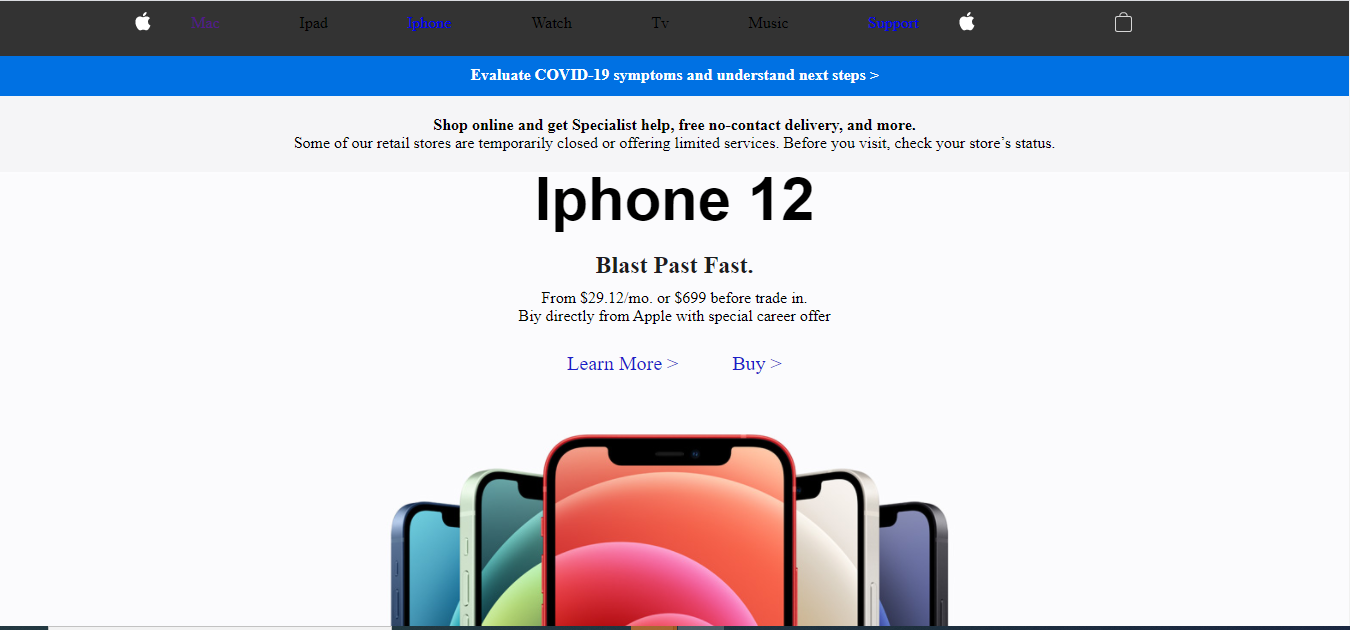 Mac Ipad Iphone Watch Tv Music Support
Evaluate COVID-19 symptoms and understand next steps >
Shop online and get Specialist help, free no-contact delivery, and more.
Some of our retail stores are temporarily closed or offering limited services. Before you visit, check your store’s status.
Iphone 12
Blast Past Fast.
From $29.12/mo. or $699 before trade in.
Biy directly from Apple with special career offer
Learn More > Buy >